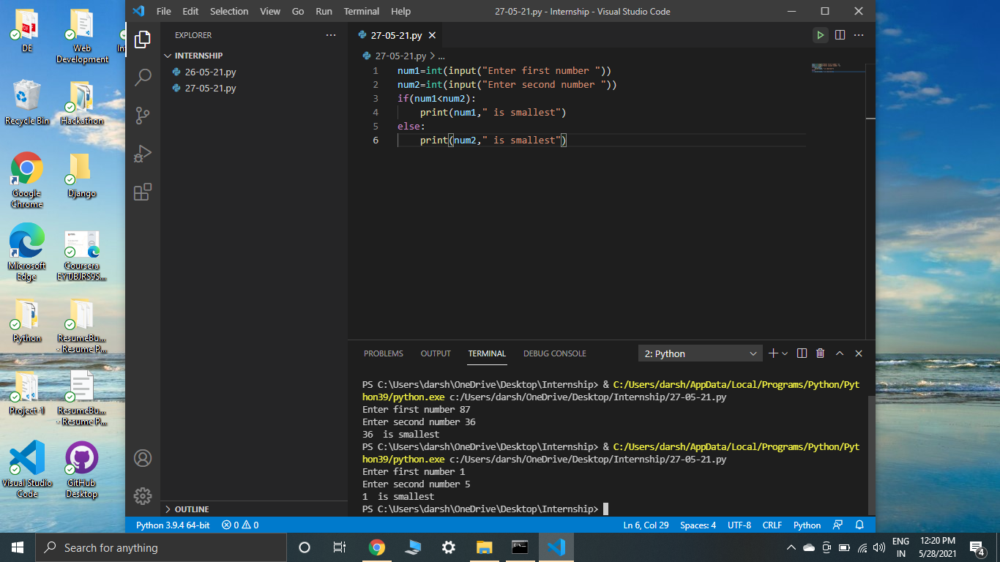 File Edit Selection View Go Run Terminal Help
27-05-21.py - Internship - Visual Studio Code
DE
Web Development
Recycle Bin
Hackathon
Google Chrome
Django
Microsoft Edge
Coursera
Python
ResumeBu... - Resume P...
Project-1
ResumeBu... - Resume P...
Visual Studio Code
GitHub Desktop
EXPLORER
INTERNSHIP
26-05-21.py
27-05-21.py
OUTLINE
27-05-21.py
27-05-21.py > ...
1 num1=int(input("Enter first number "))
2 num2=int(input("Enter second number "))
3 if(num1<num2):
4     print(num1," is smallest")
5 else:
6     print(num2," is smallest")
PROBLEMS OUTPUT TERMINAL DEBUG CONSOLE 2: Python
PS C:\Users\darsh\OneDrive\Desktop\Internship> & C:/Users/darsh/AppData/Local/Programs/Python/Pyt
hon39/python.exe c:/Users/darsh/OneDrive/Desktop/Internship/27-05-21.py
Enter first number 87
Enter second number 36
36  is smallest
PS C:\Users\darsh\OneDrive\Desktop\Internship> & C:/Users/darsh/AppData/Local/Programs/Python/Pyt
hon39/python.exe c:/Users/darsh/OneDrive/Desktop/Internship/27-05-21.py
Enter first number 1
Enter second number 5
1  is smallest
PS C:\Users\darsh\OneDrive\Desktop\Internship>
Python 3.9.4 64-bit 0 0 Ln 6, Col 29 Spaces: 4 UTF-8 CRLF Python
Search for anything
ENG
IN
12:20 PM
5/28/2021
4